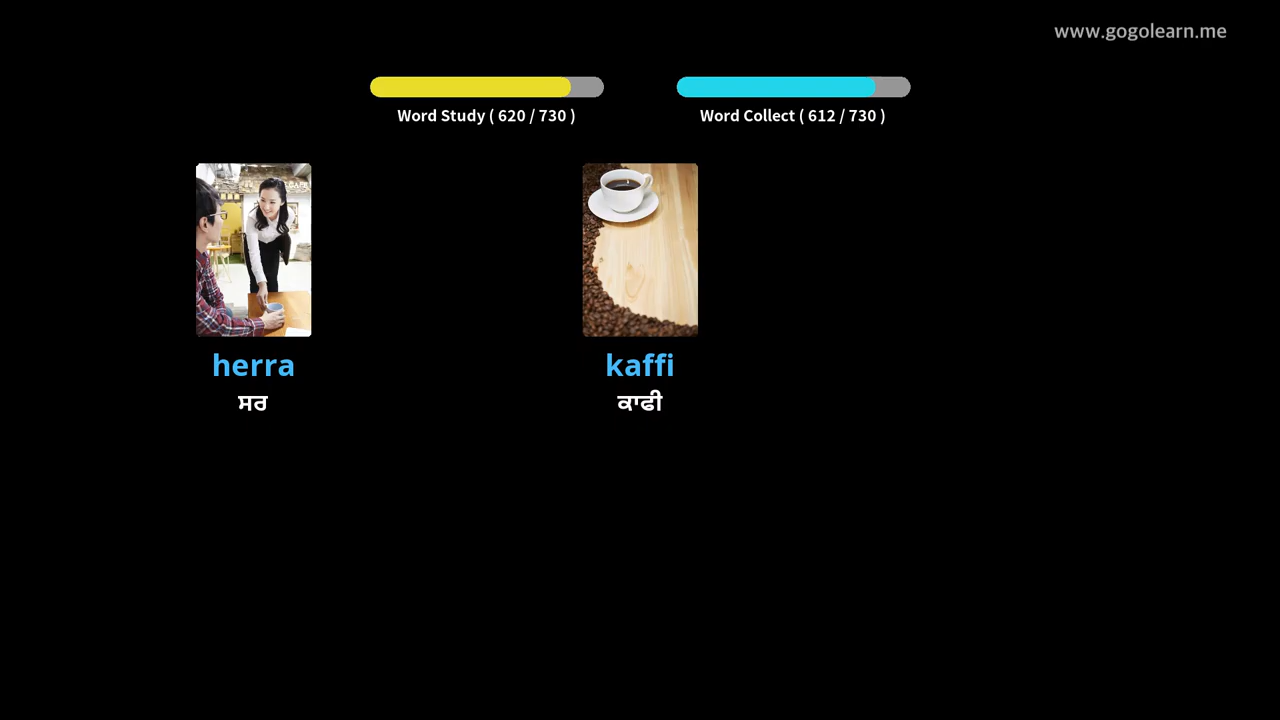 www.gogolearn.me
Word Study ( 620 / 730 )
Word Collect ( 612 / 730 )
herra
ਸਰ
kaffi
ਕਾਫੀ